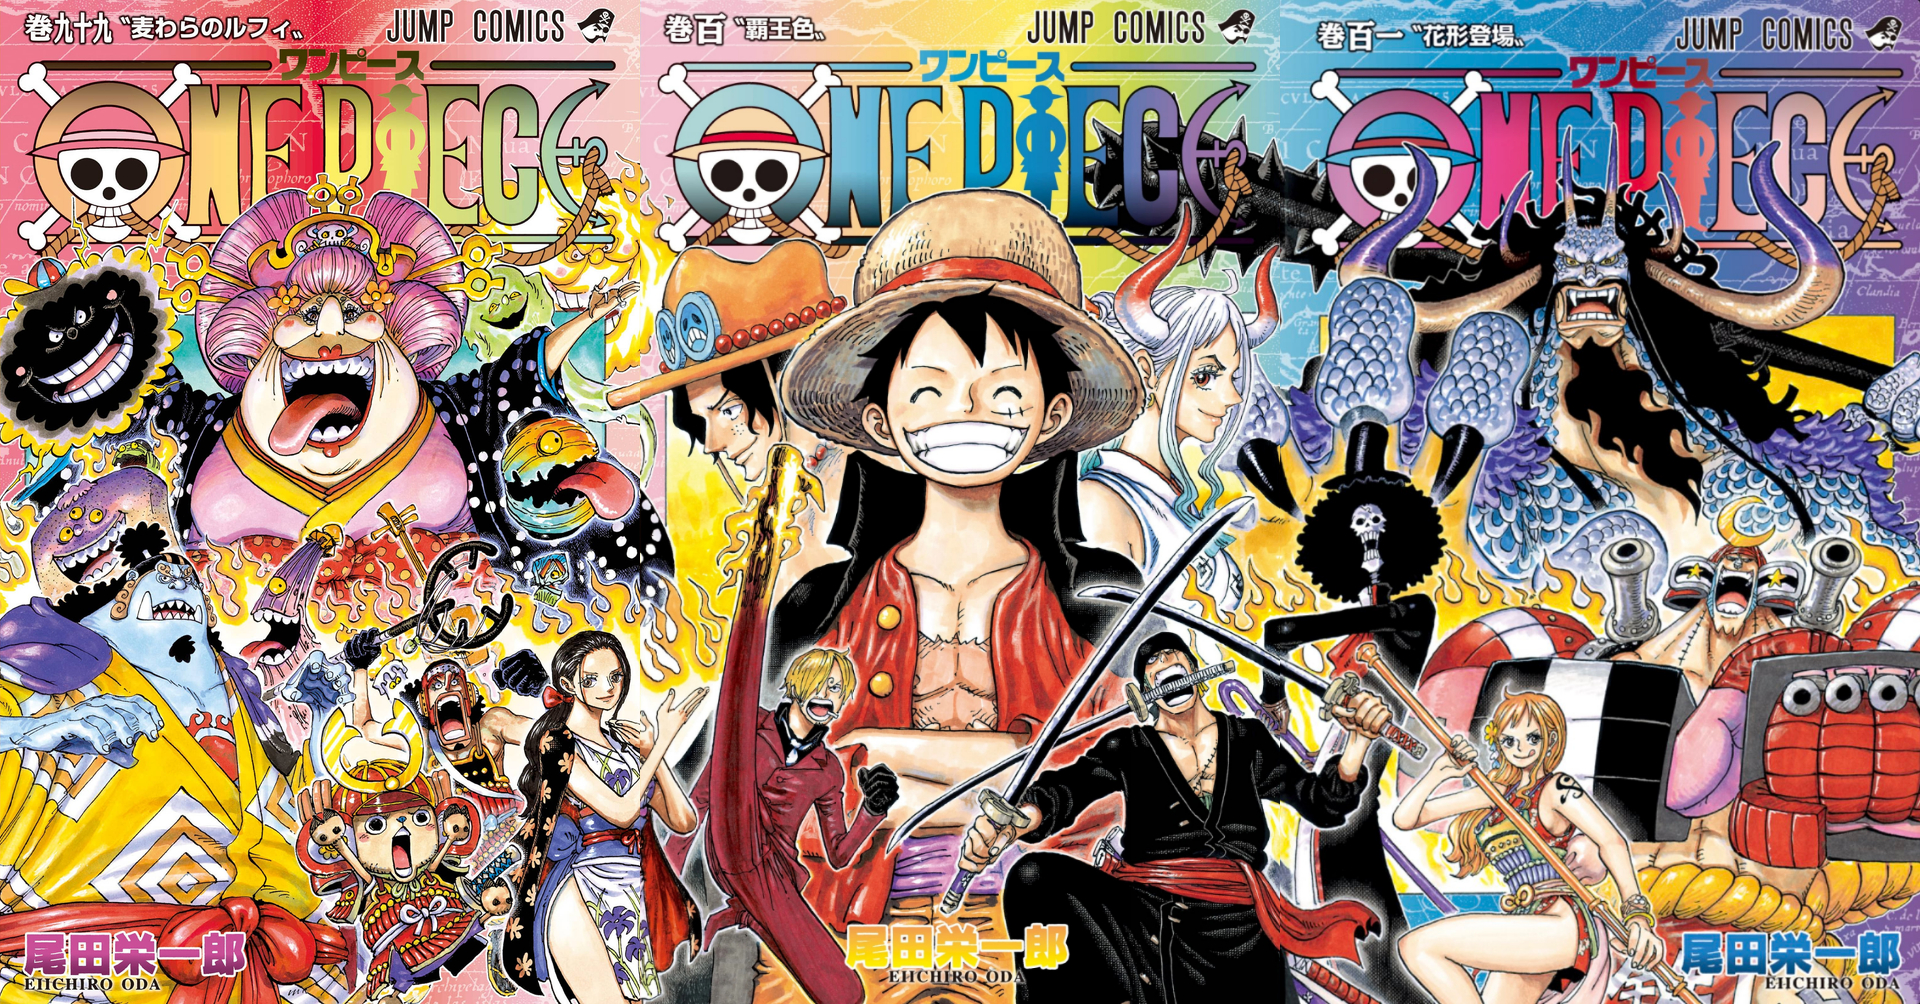 巻九十九 〝麦わらのルフィ〟
JUMP COMICS
ワンピース
ONE PIECE
尾田栄一郎
EIICHIRO ODA
巻百 〝覇王色〟
JUMP COMICS
ワンピース
ONE PIECE
尾田栄一郎
EIICHIRO ODA
巻百一 〝花形登場〟
JUMP COMICS
ワンピース
ONE PIECE
尾田栄一郎
EIICHIRO ODA